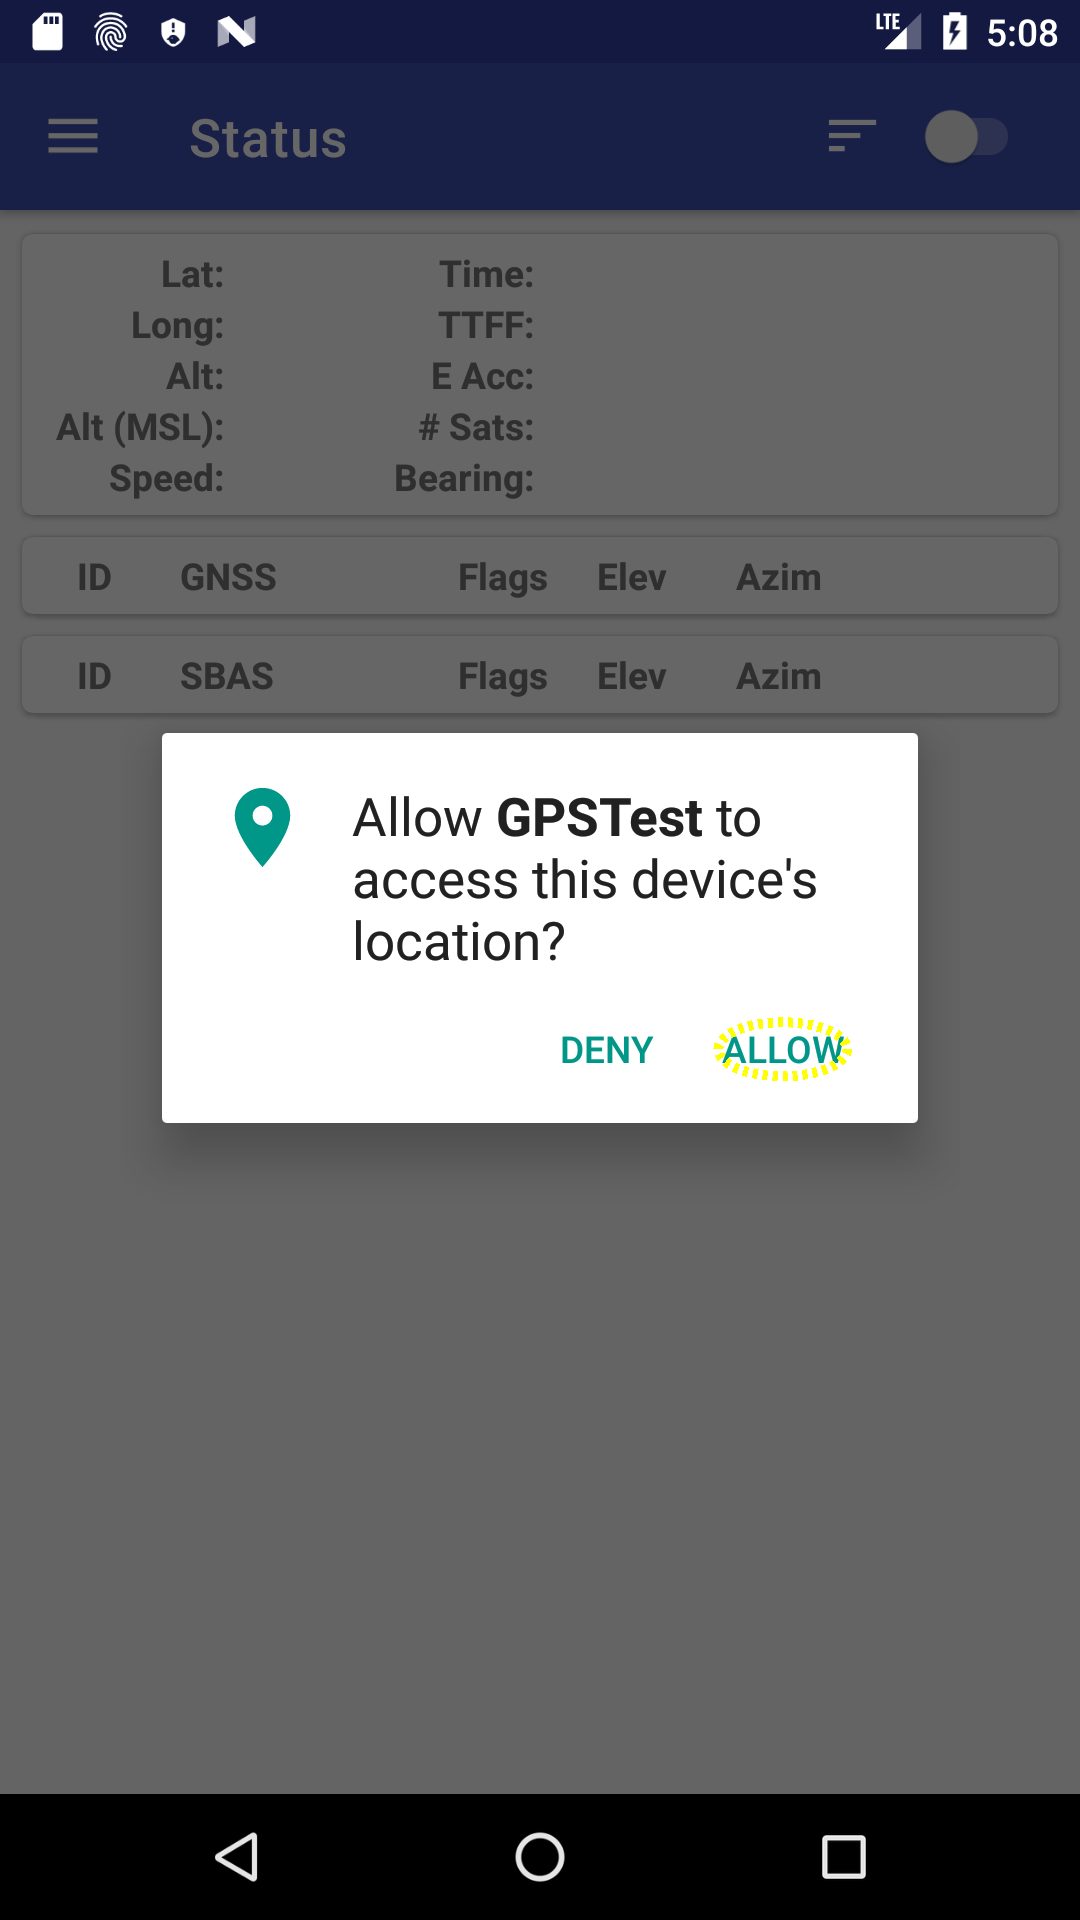 LTE 5:08
Status
Lat: Time:
Long: TTFF:
Alt: E Acc:
Alt (MSL): # Sats:
Speed: Bearing:
ID GNSS Flags Elev Azim
ID SBAS Flags Elev Azim
Allow GPSTest to
access this device's
location?
DENY ALLOW